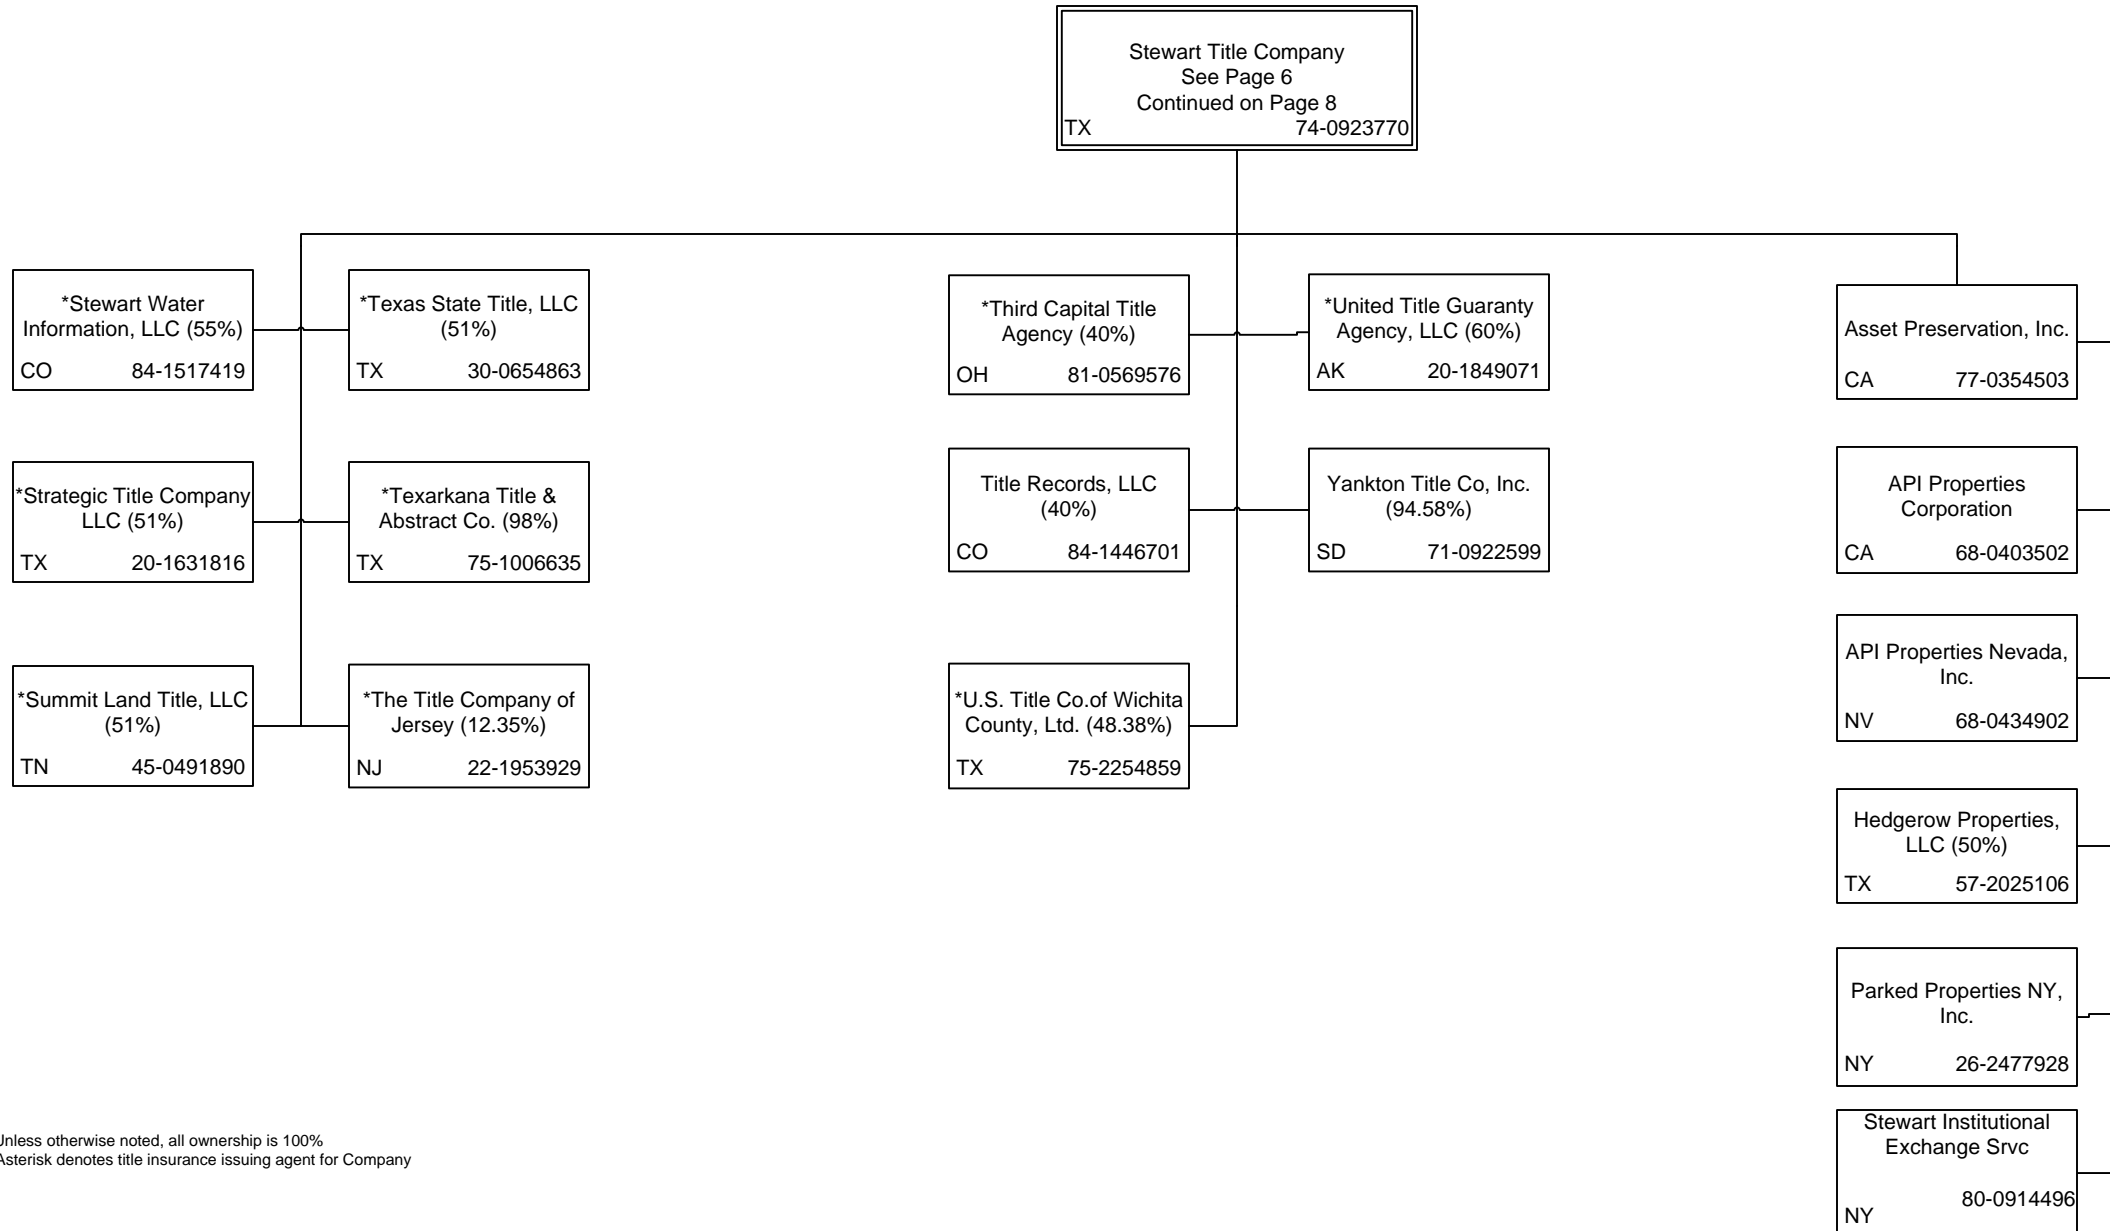 Stewart Title Company
See Page 6
Continued on Page 8
TX 74-0923770
*Stewart Water
Information, LLC (55%)
CO 84-1517419
*Texas State Title, LLC
(51%)
TX 30-0654863
*Third Capital Title
Agency (40%)
OH 81-0569576
*United Title Guaranty
Agency, LLC (60%)
AK 20-1849071
Asset Preservation, Inc.
CA 77-0354503
*Strategic Title Company
LLC (51%)
TX 20-1631816
*Texarkana Title &
Abstract Co. (98%)
TX 75-1006635
Title Records, LLC
(40%)
CO 84-1446701
Yankton Title Co, Inc.
(94.58%)
SD 71-0922599
API Properties
Corporation
CA 68-0403502
*Summit Land Title, LLC
(51%)
TN 45-0491890
*The Title Company of
Jersey (12.35%)
NJ 22-1953929
*U.S. Title Co.of Wichita
County, Ltd. (48.38%)
TX 75-2254859
API Properties Nevada,
Inc.
NV 68-0434902
Hedgerow Properties,
LLC (50%)
TX 57-2025106
Parked Properties NY,
Inc.
NY 26-2477928
Stewart Institutional
Exchange Srvc
80-0914496
NY
Unless otherwise noted, all ownership is 100%
Asterisk denotes title insurance issuing agent for Company